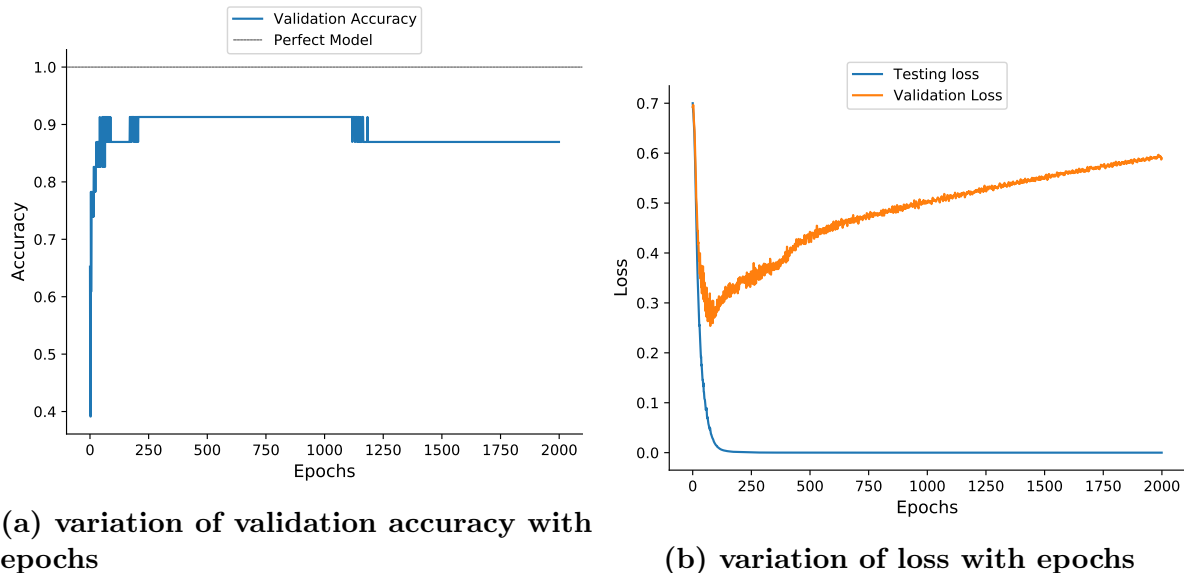 Validation Accuracy
Perfect Model
1.0
0.9
0.8
0.7
0.6
0.5
0.4
Accuracy
0 250 500 750 1000 1250 1500 1750 2000
Epochs
(a) variation of validation accuracy with
epochs
Testing loss
Validation Loss
0.7
0.6
0.5
0.4
0.3
0.2
0.1
0.0
Loss
0 250 500 750 1000 1250 1500 1750 2000
Epochs
(b) variation of loss with epochs